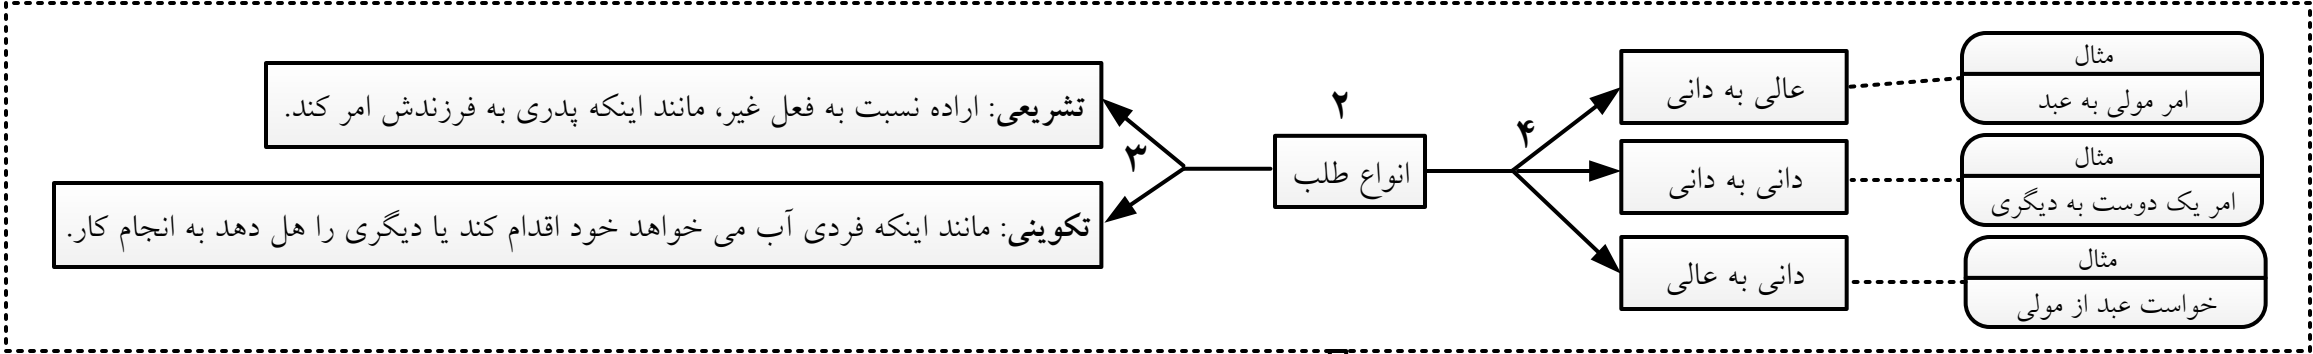 ۲
انواع طلب
۴
عالی به دانی
مثال
امر مولی به عبد
دانی به دانی
مثال
امر یک دوست به دیگری
دانی به عالی
مثال
خواست عبد از مولی
۳
تشریعی: اراده نسبت به فعل غیر، مانند اینکه پدری به فرزندش امر کند.
تکوینی: مانند اینکه فردی آب می خواهد خود اقدام کند یا دیگری را هل دهد به انجام کار.